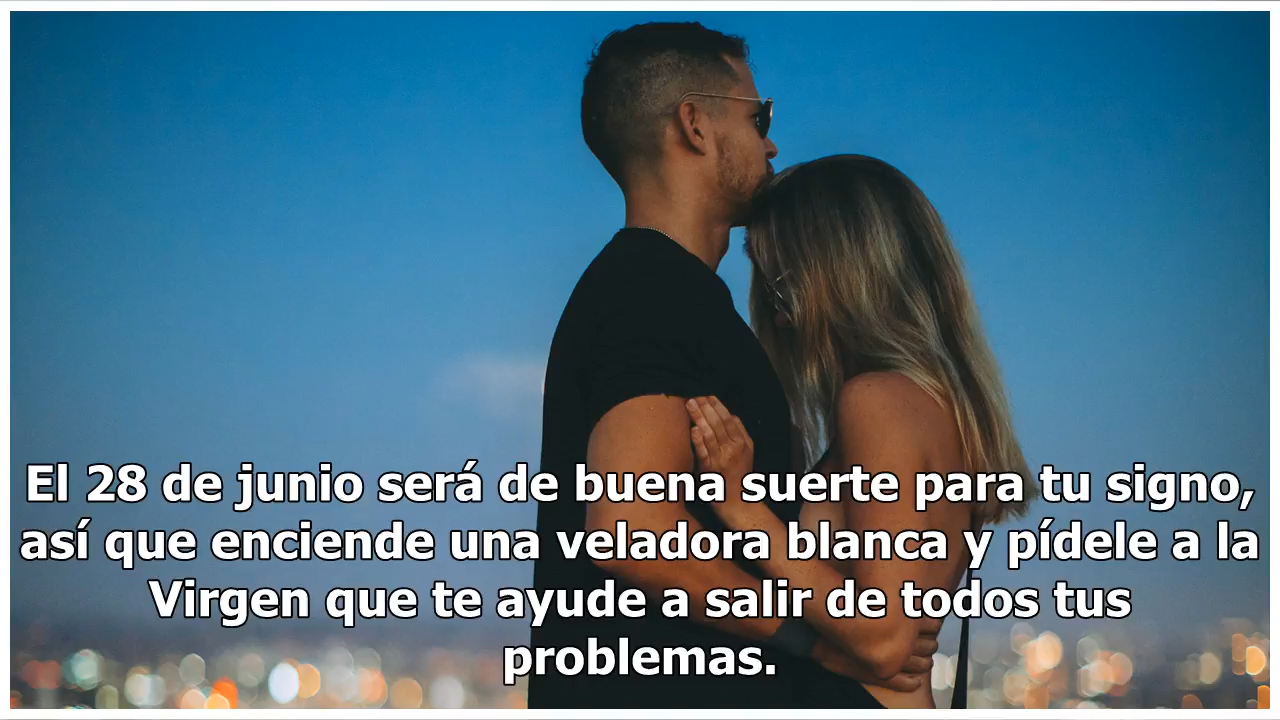 El 28 de junio será de buena suerte para tu signo,
así que enciende una veladora blanca y pídele a la
Virgen que te ayude a salir de todos tus
problemas.